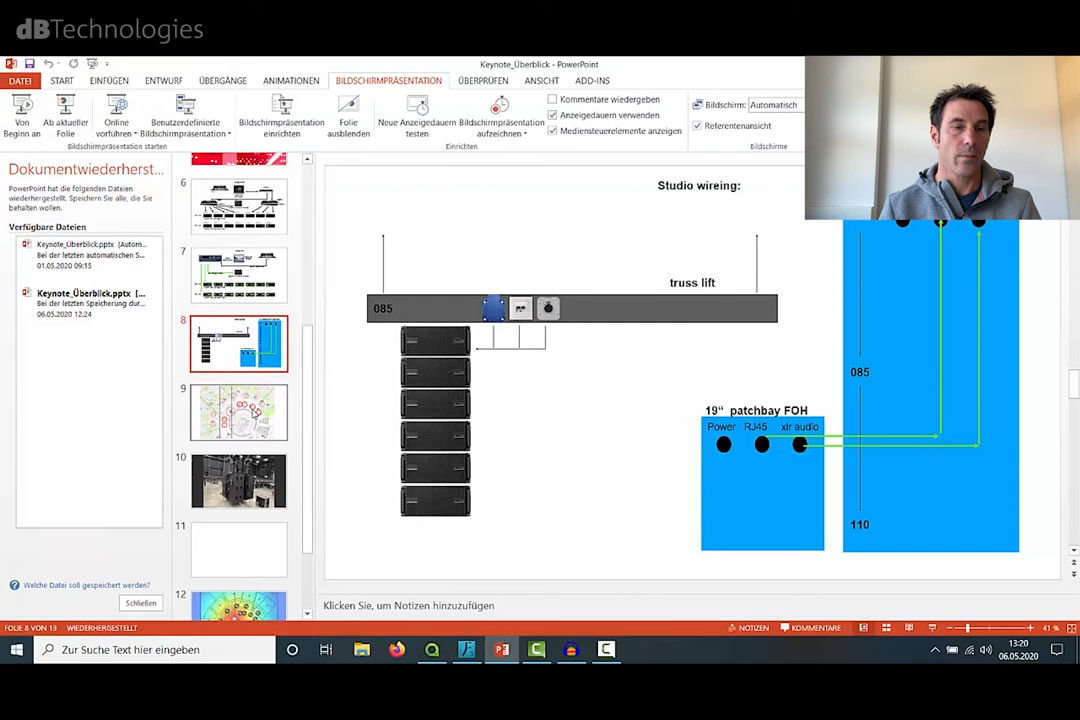 dBTechnologies
Keynote_Überblick - PowerPoint
DATEI START EINFÜGEN ENTWURF ÜBERGÄNGE ANIMATIONEN BILDSCHIRMPRÄSENTATION ÜBERPRÜFEN ANSICHT ADD-INS
Von Beginn an
Ab aktueller Folie
Online vorführen
Benutzerdefinierte Bildschirmpräsentation
Bildschirmpräsentation starten
Bildschirmpräsentation einrichten
Folie ausblenden
Neue Anzeigedauern testen
Bildschirmpräsentation aufzeichnen
Kommentare wiedergeben
Anzeigedauern verwenden
Mediensteuerelemente anzeigen
Einrichten
Bildschirm: Automatisch
Referentenansicht
Bildschirme
Dokumentwiederherst...
PowerPoint hat die folgenden Dateien
wiederhergestellt. Speichern Sie alle, die Sie
behalten wollen.
Verfügbare Dateien
Keynote_Überblick.pptx [Autom...
Bei der letzten automatischen S...
01.05.2020 09:15
Keynote_Überblick.pptx [...
Bei der letzten Speicherung dur...
06.05.2020 12:24
Welche Datei soll gespeichert werden?
Schließen
6
7
8
9
10
11
12
Studio wireing:
truss lift
085
085
19“ patchbay FOH
Power RJ45 xlr audio
110
Klicken Sie, um Notizen hinzuzufügen
FOLIE 8 VON 13 WIEDERHERGESTELLT
NOTIZEN KOMMENTARE 41 %
Zur Suche Text hier eingeben
13:20
06.05.2020